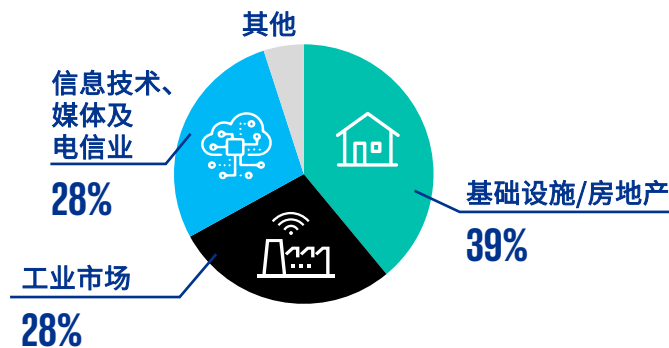 其他
信息技术、
媒体及
电信业
28%
基础设施/房地产
39%
工业市场
28%